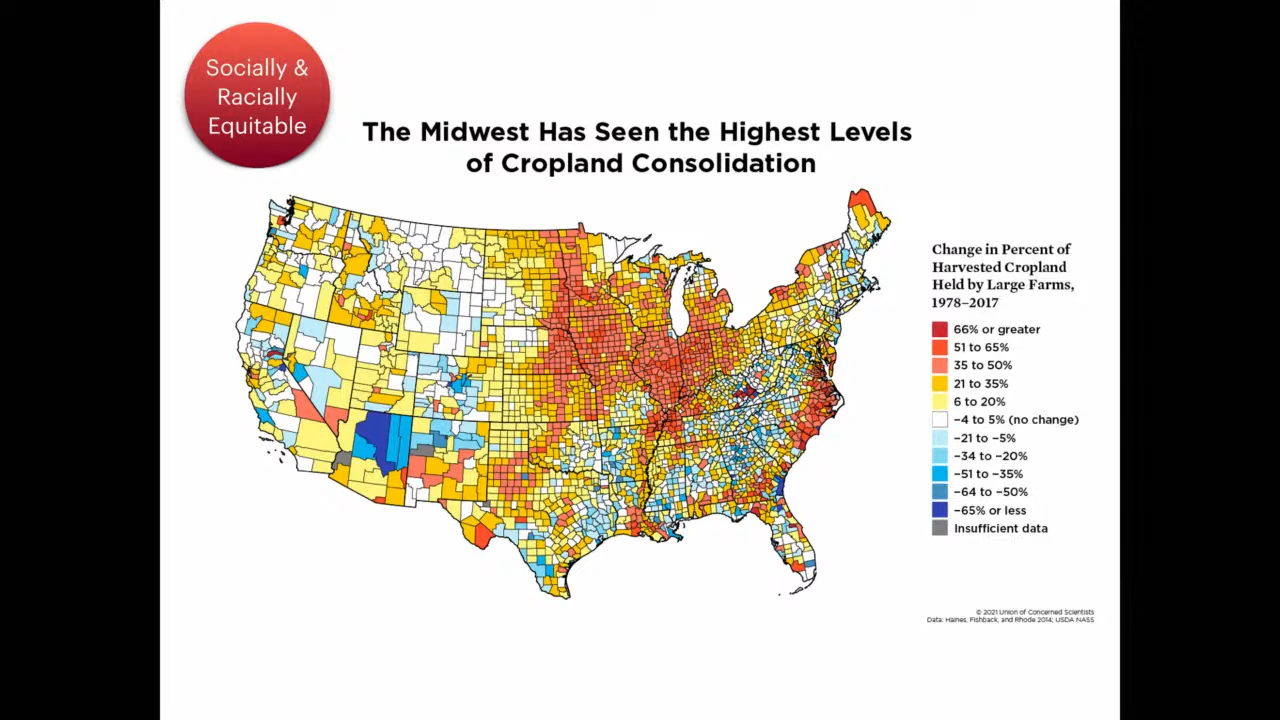 Socially &
Racially
Equitable
The Midwest Has Seen the Highest Levels
of Cropland Consolidation
Change in Percent of
Harvested Cropland
Held by Large Farms,
1978–2017
66% or greater
51 to 65%
35 to 50%
21 to 35%
6 to 20%
−4 to 5% (no change)
−21 to −5%
−34 to −20%
−51 to −35%
−64 to −50%
−65% or less
Insufficient data
© 2021 Union of Concerned Scientists
Data: Haines, Fishback, and Rhode 2014; USDA NASS